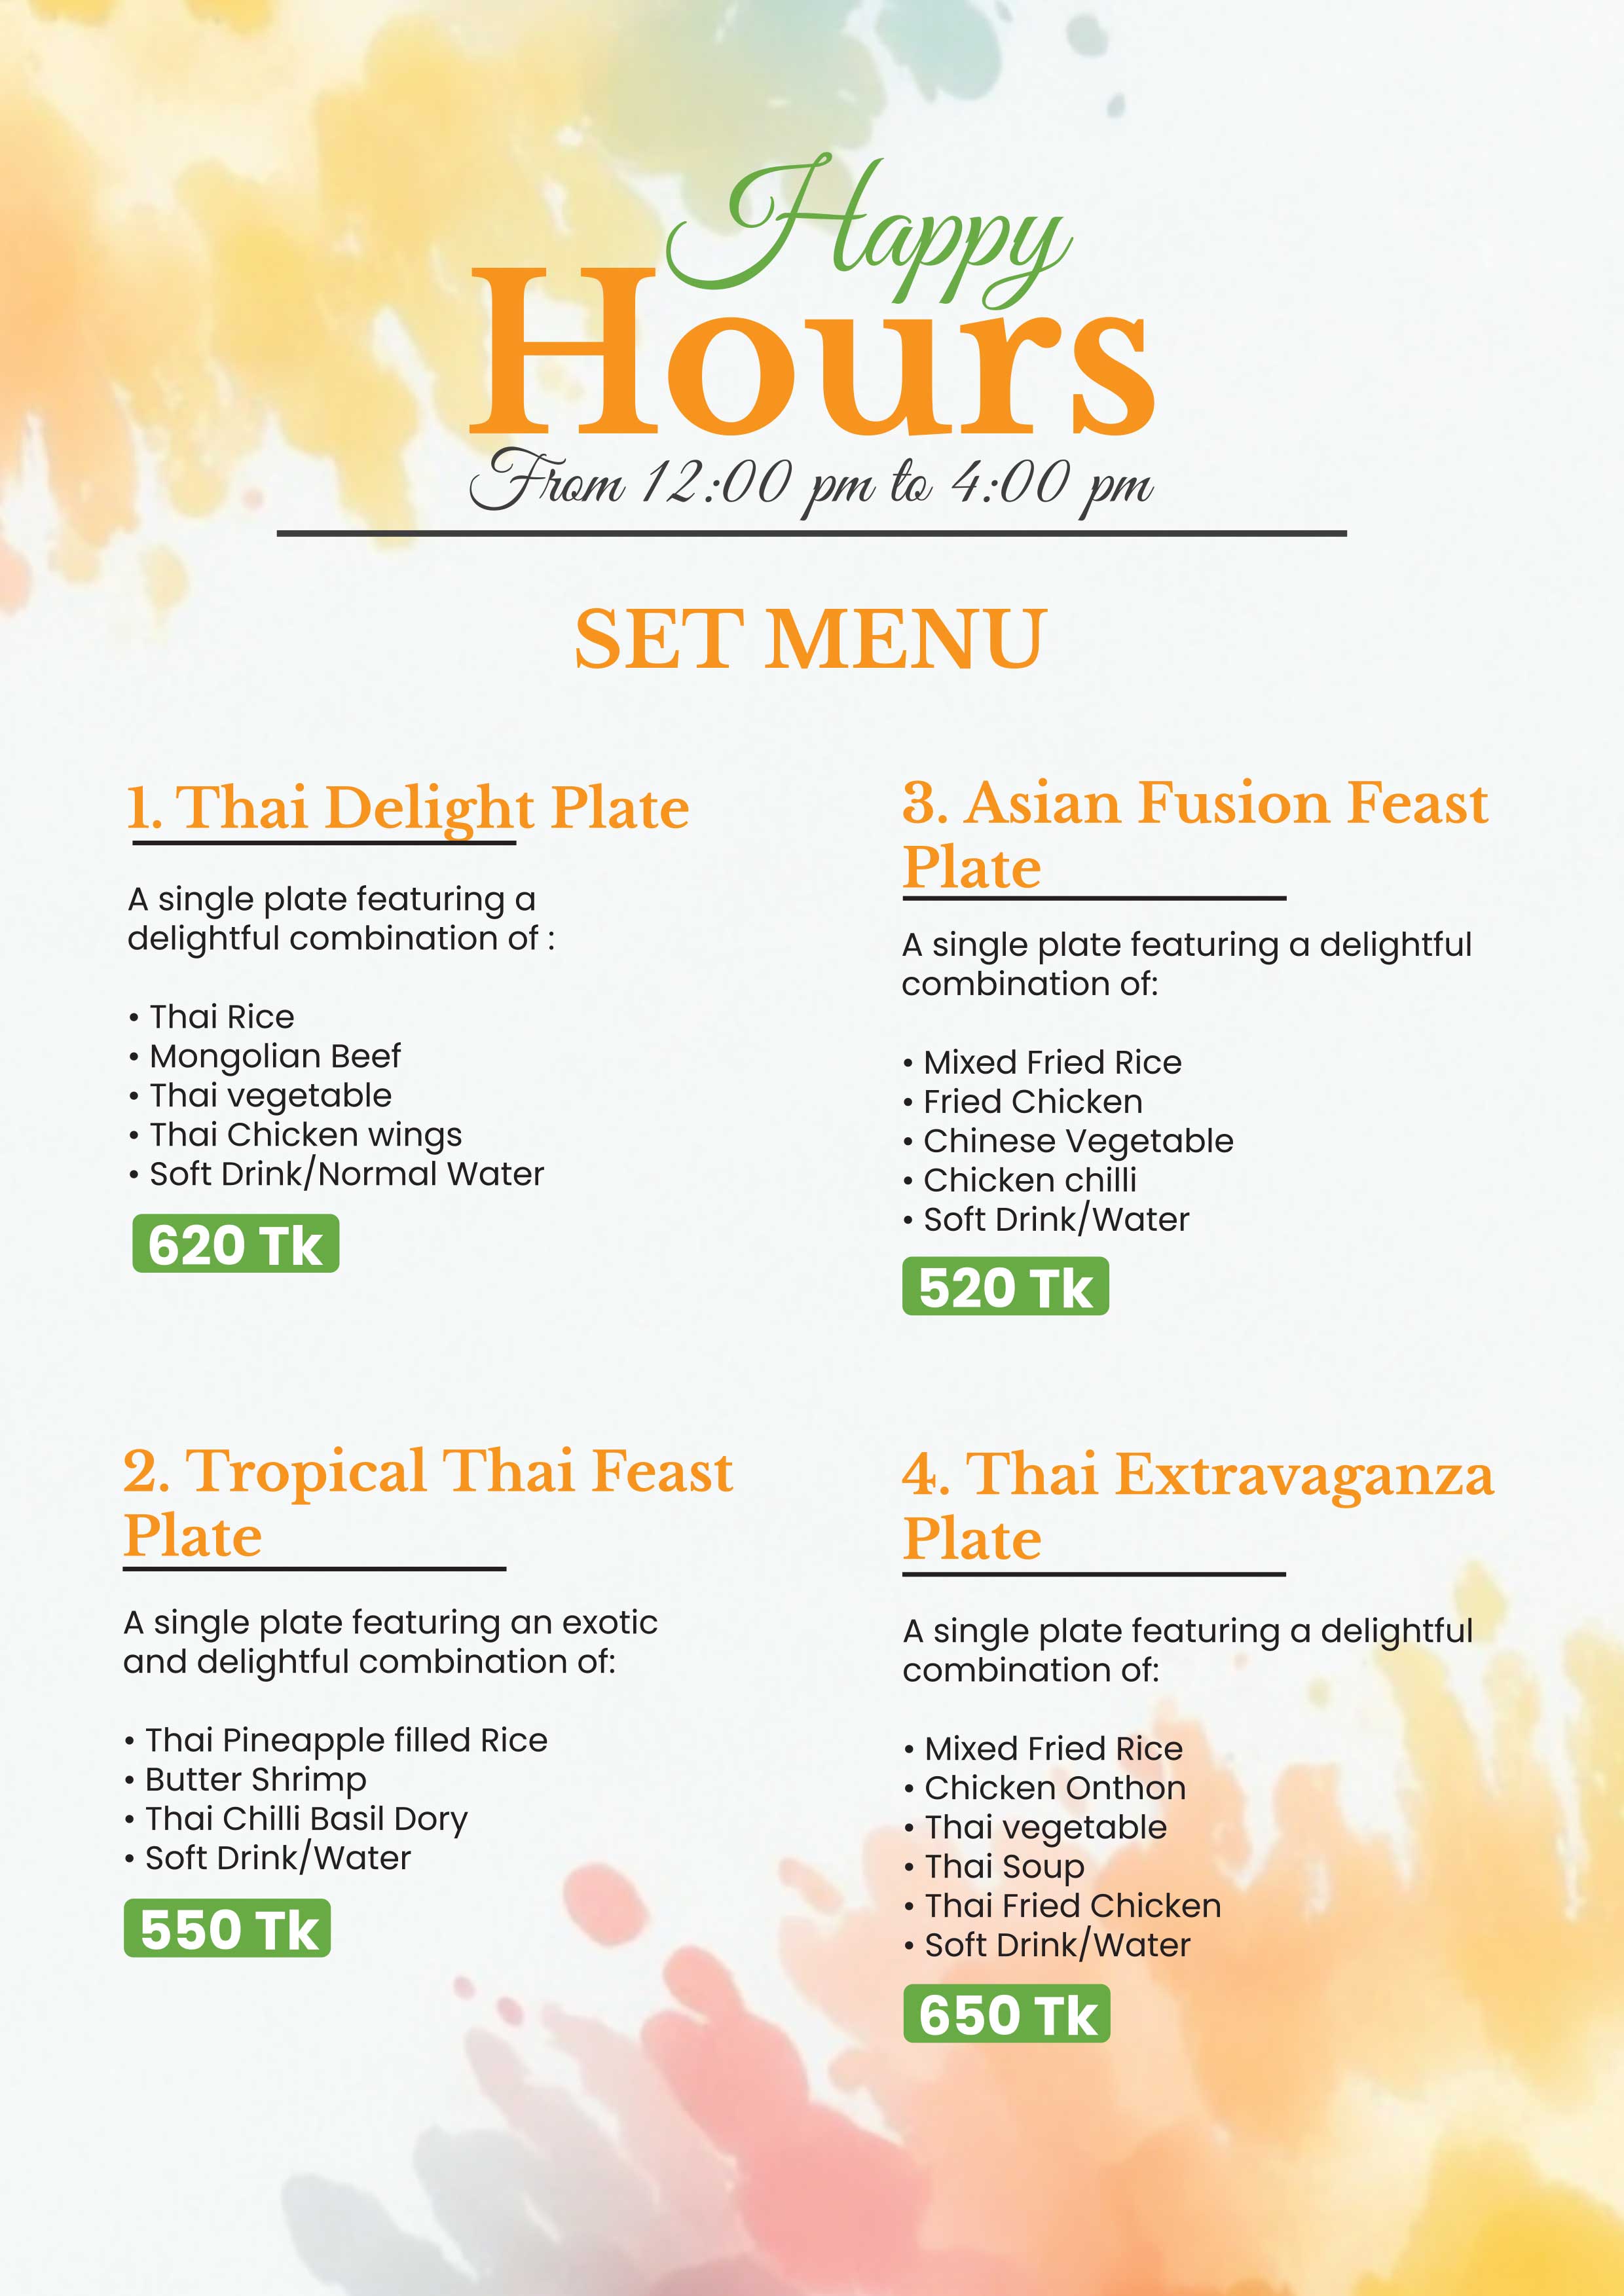 Happy
Hours
From 12:00 pm to 4:00 pm
SET MENU
1. Thai Delight Plate
A single plate featuring a
delightful combination of :
• Thai Rice
• Mongolian Beef
• Thai vegetable
• Thai Chicken wings
• Soft Drink/Normal Water
620 Tk
2. Tropical Thai Feast
Plate
A single plate featuring an exotic
and delightful combination of:
• Thai Pineapple filled Rice
• Butter Shrimp
• Thai Chilli Basil Dory
• Soft Drink/Water
550 Tk
3. Asian Fusion Feast
Plate
A single plate featuring a delightful
combination of:
• Mixed Fried Rice
• Fried Chicken
• Chinese Vegetable
• Chicken chilli
• Soft Drink/Water
520 Tk
4. Thai Extravaganza
Plate
A single plate featuring a delightful
combination of:
• Mixed Fried Rice
• Chicken Onthon
• Thai vegetable
• Thai Soup
• Thai Fried Chicken
• Soft Drink/Water
650 Tk